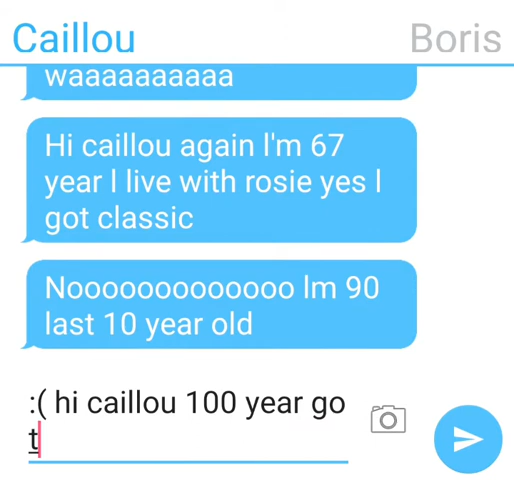 Caillou Boris
waaaaaaaaaa
Hi caillou again I'm 67
year I live with rosie yes I
got classic
Nooooooooooooo Im 90
last 10 year old
:( hi caillou 100 year go
t